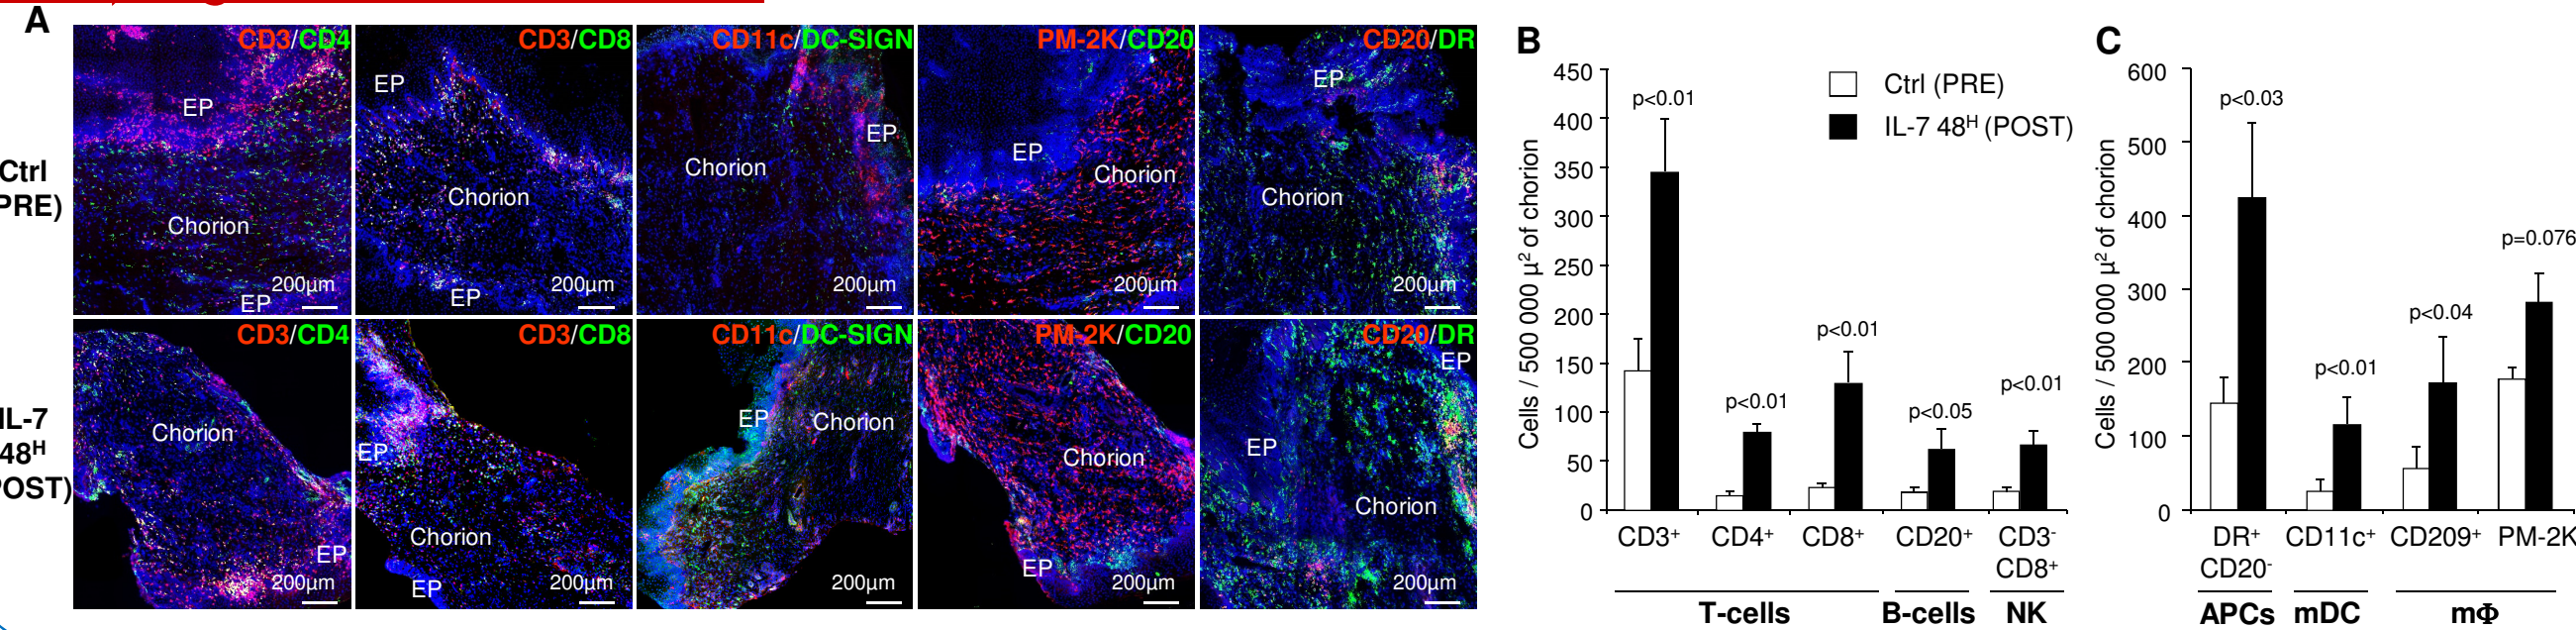 A
CD3/CD4
CD3/CD8
CD11c/DC-SIGN
PM-2K/CD20
CD20/DR
Ctrl
PRE)
EP
Chorion
EP
200µm
EP
Chorion
EP
200µm
Chorion
EP
200µm
EP
Chorion
200µm
EP
Chorion
200µm
CD3/CD4
CD3/CD8
CD11c/DC-SIGN
PM-2K/CD20
CD20/DR
IL-7
48ᴴ
POST)
Chorion
EP
200µm
EP
Chorion
EP
200µm
EP
Chorion
200µm
Chorion
EP
200µm
EP
EP
Chorion
200µm
B
Cells / 500 000 µ² of chorion
450
400
350
300
250
200
150
100
50
0
Ctrl (PRE)
IL-7 48ᴴ (POST)
p<0.01
p<0.01
p<0.01
p<0.05
p<0.01
CD3⁺
CD4⁺
CD8⁺
CD20⁺
CD3⁻
CD8⁺
T-cells
B-cells
NK
C
Cells / 500 000 µ² of chorion
600
500
400
300
200
100
0
p<0.03
p<0.01
p<0.04
p=0.076
DR⁺
CD20⁻
CD11c⁺
CD209⁺
PM-2K
APCs
mDC
mΦ